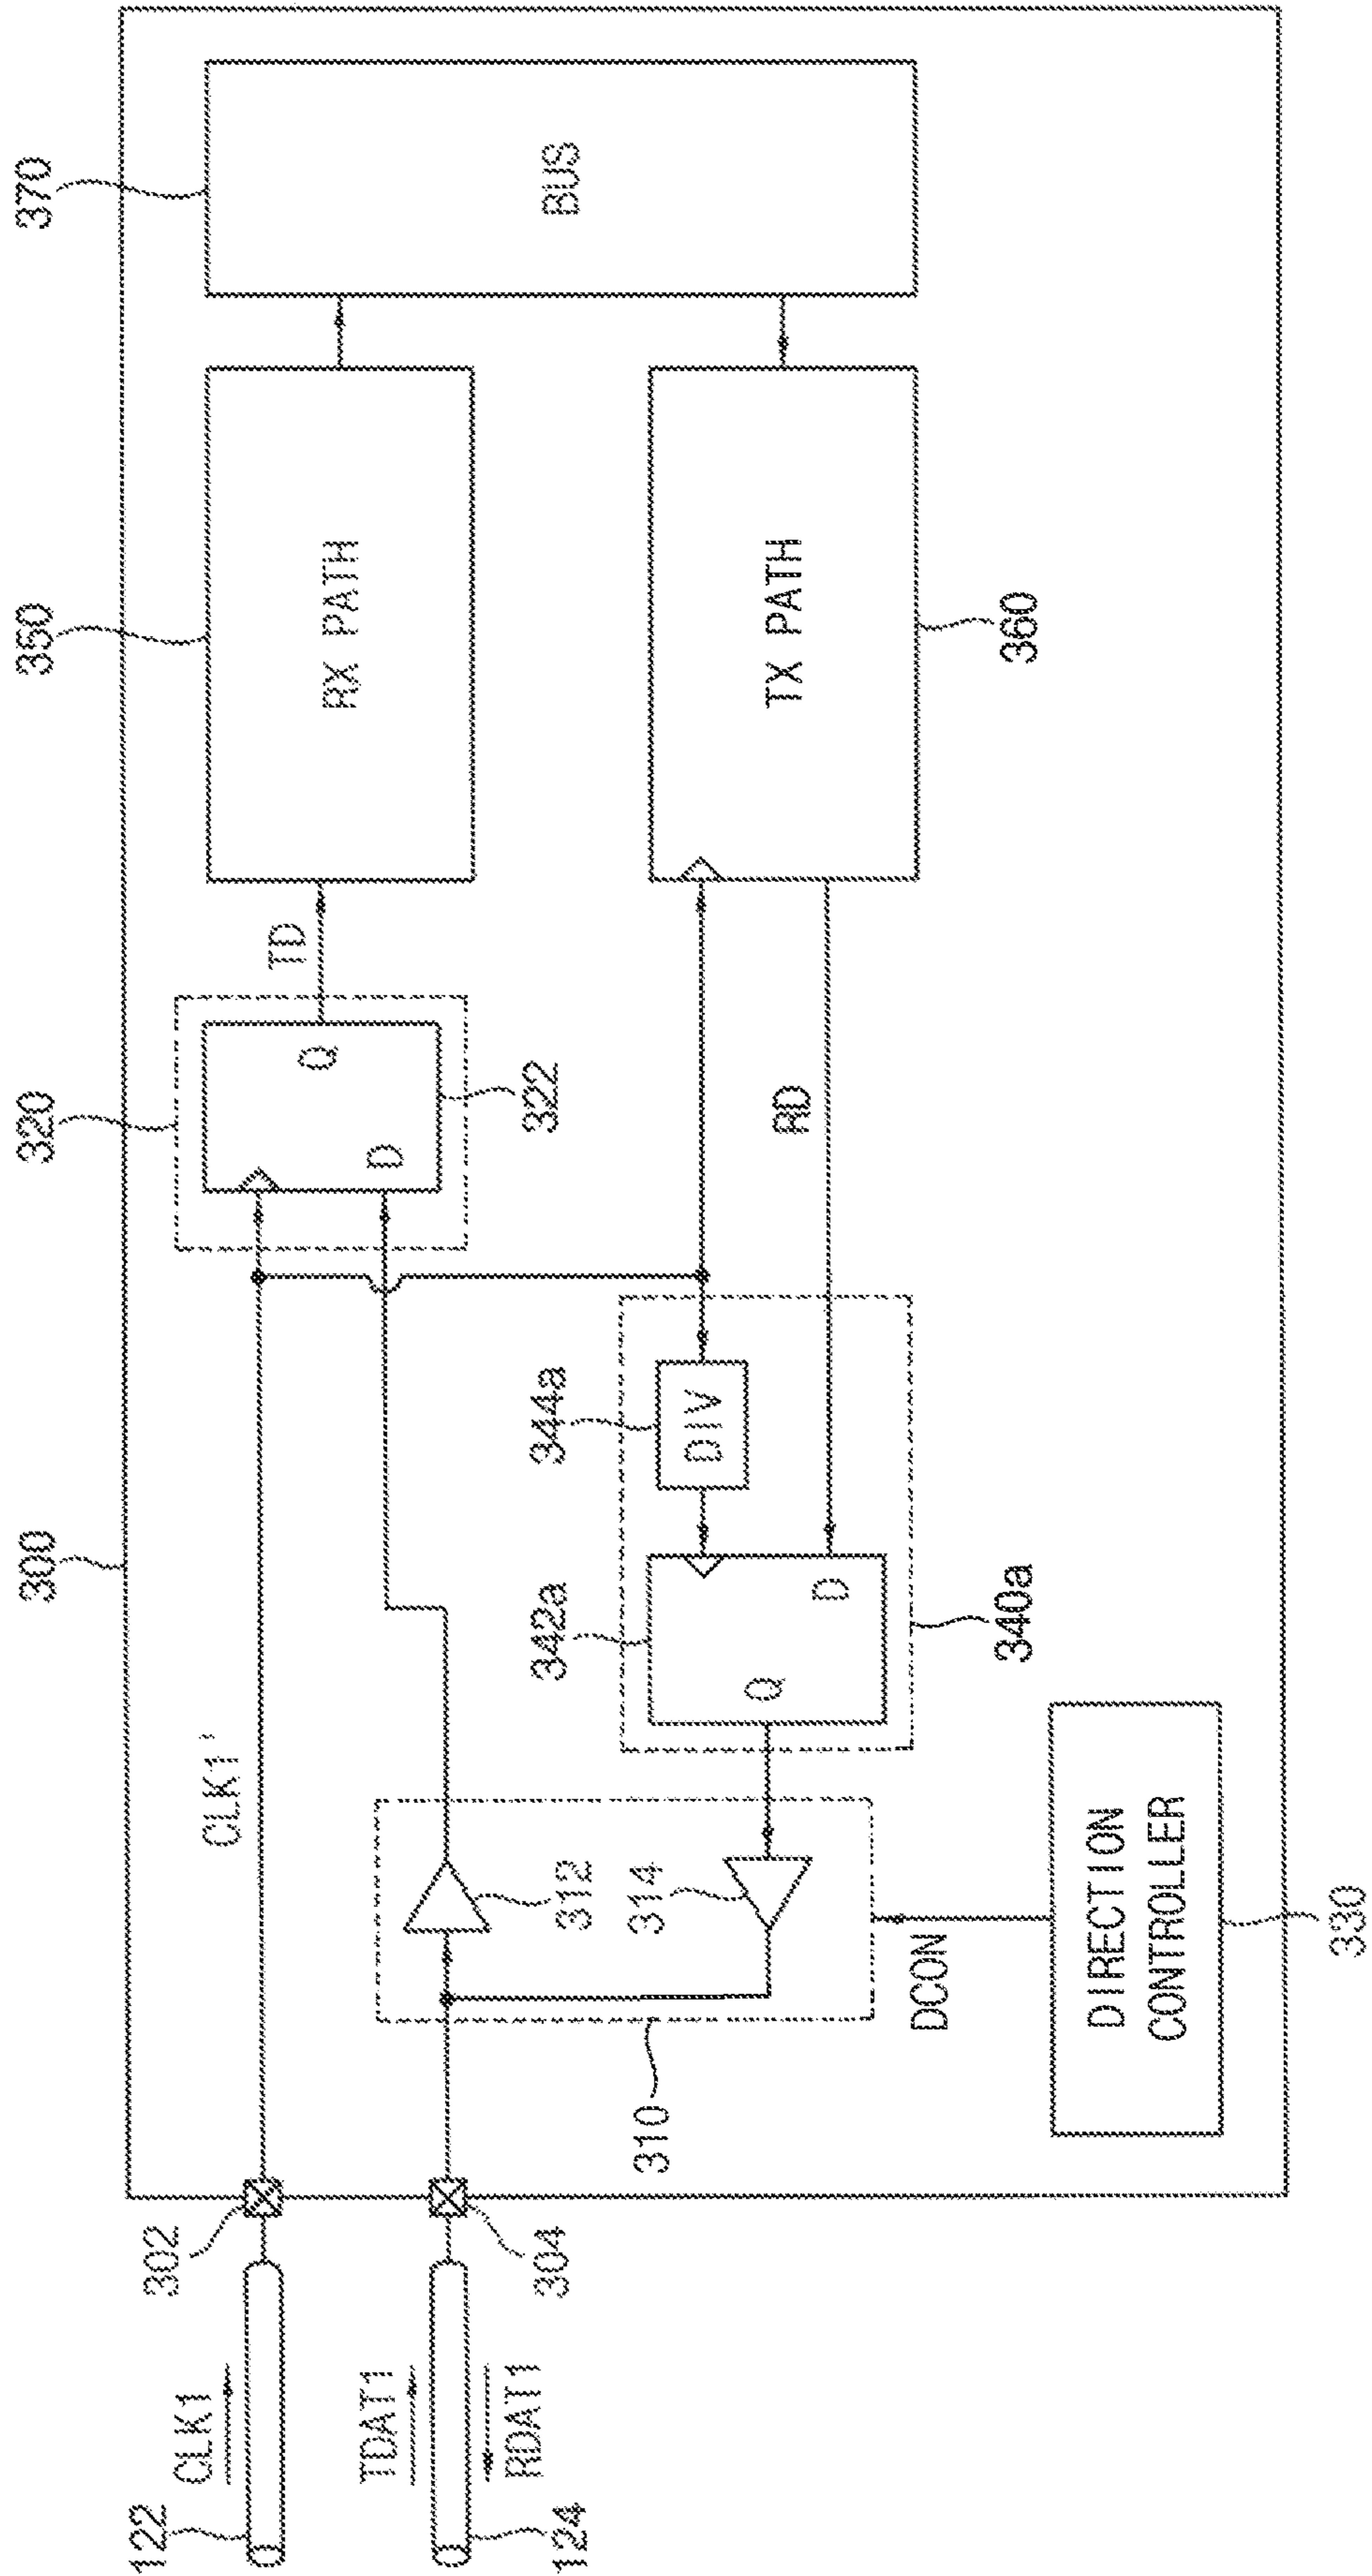 300
320
350
370
CLK1'
TD
RX PATH
BUS
122
CLK1
302
Q
D
322
TDAT1
RDAT1
124
304
312
314
310
342a
344a
DIV
Q
D
340a
RD
TX PATH
360
DCON
DIRECTION
CONTROLLER
330